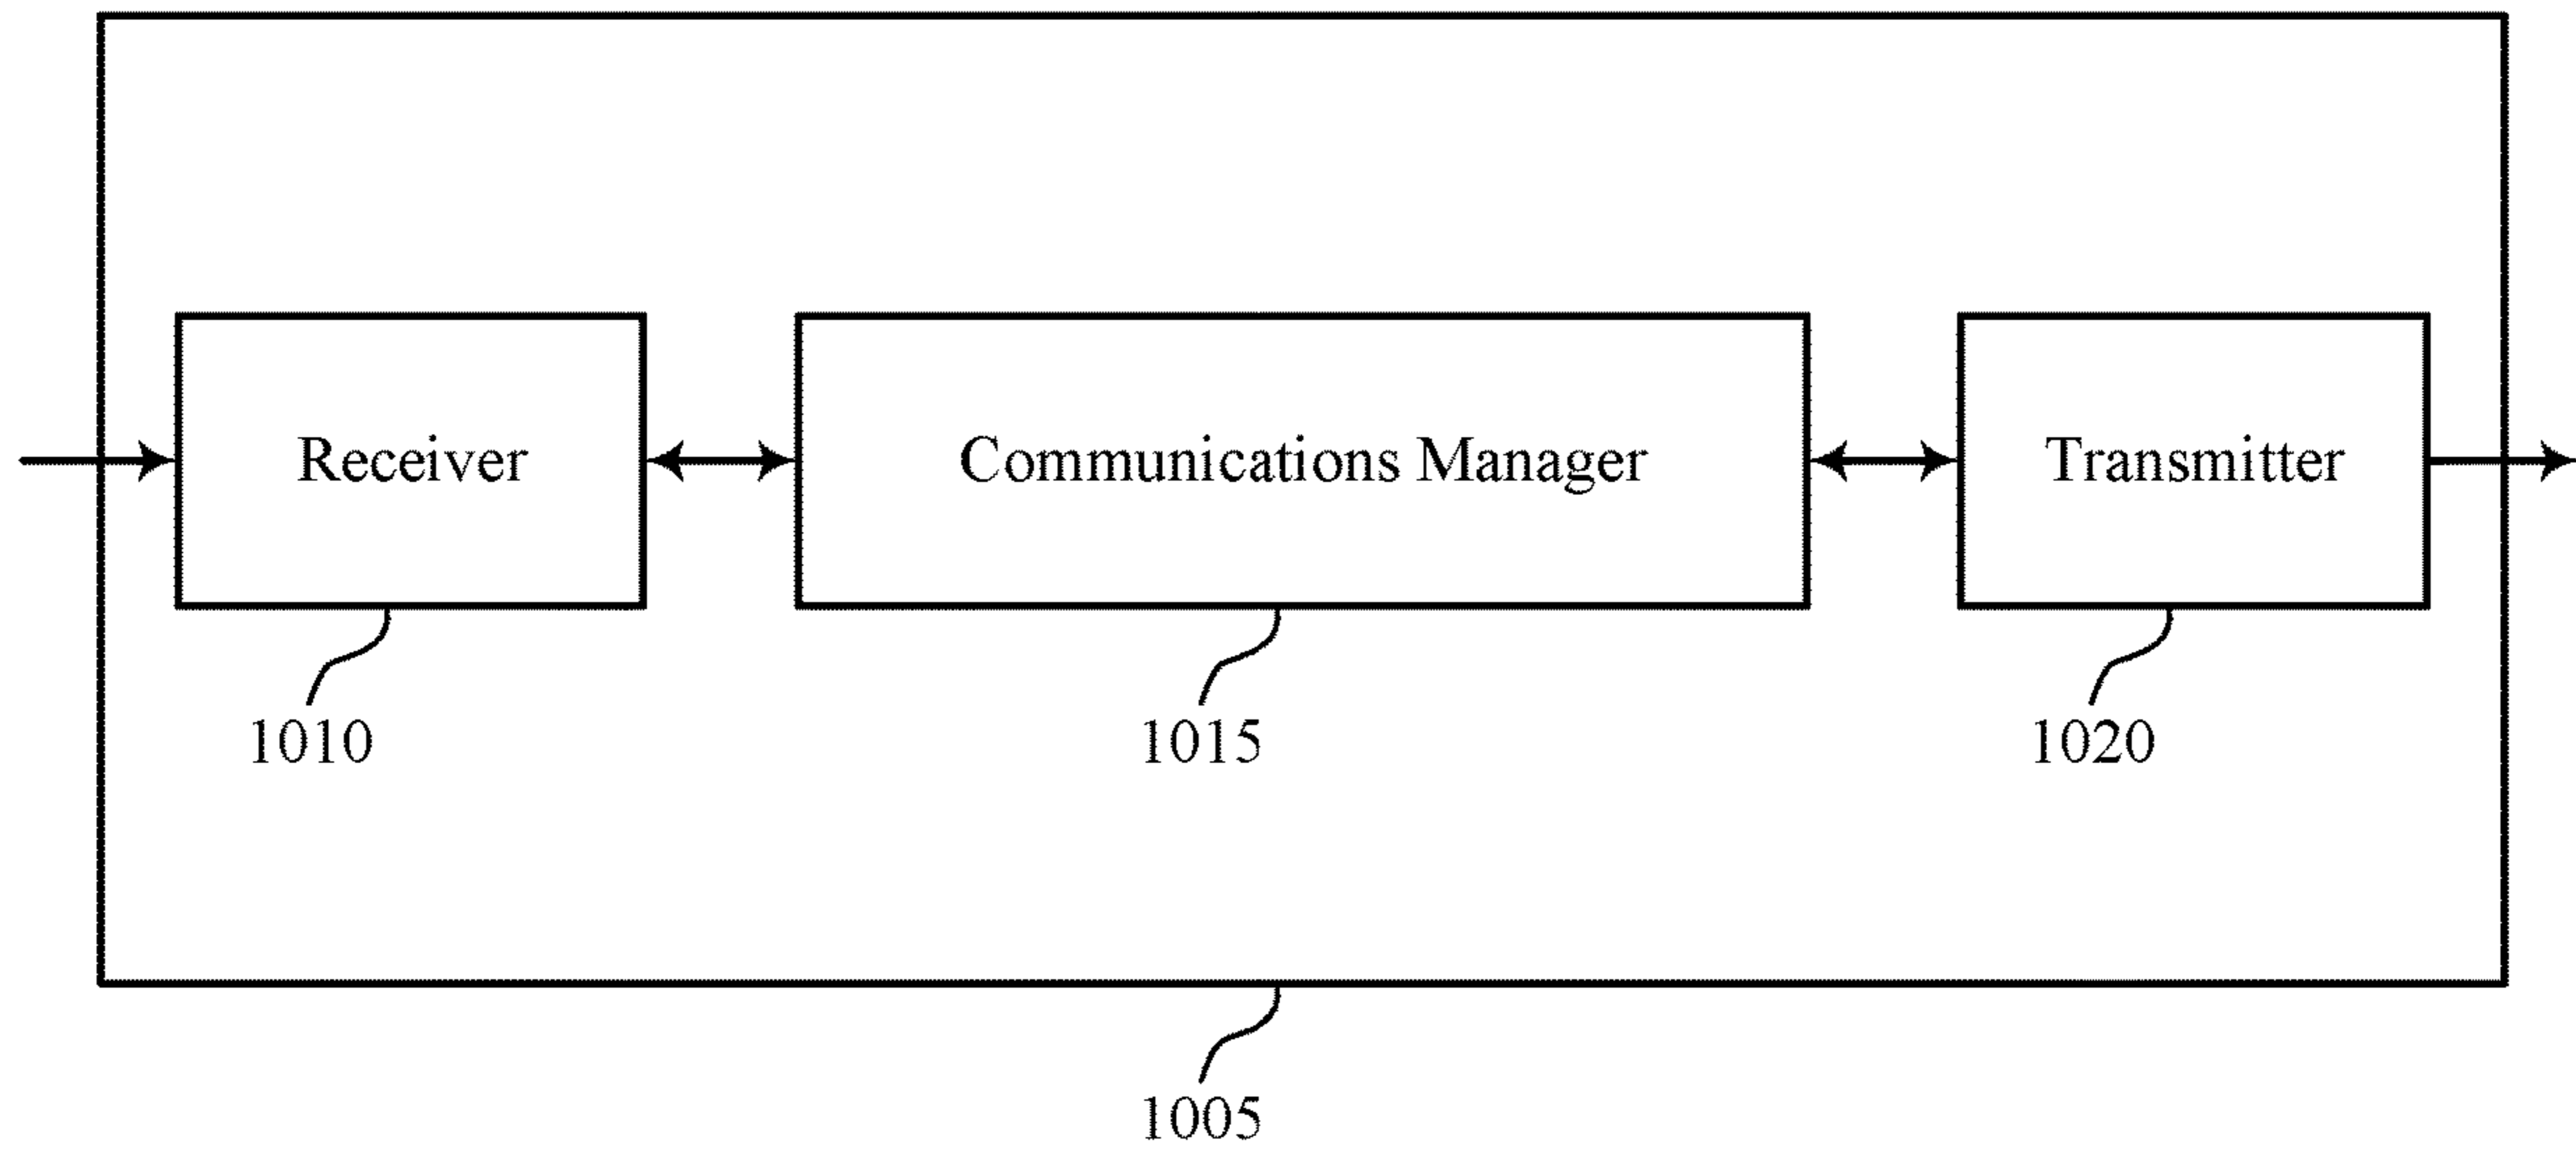 Receiver
Communications Manager
Transmitter
1010
1015
1020
1005